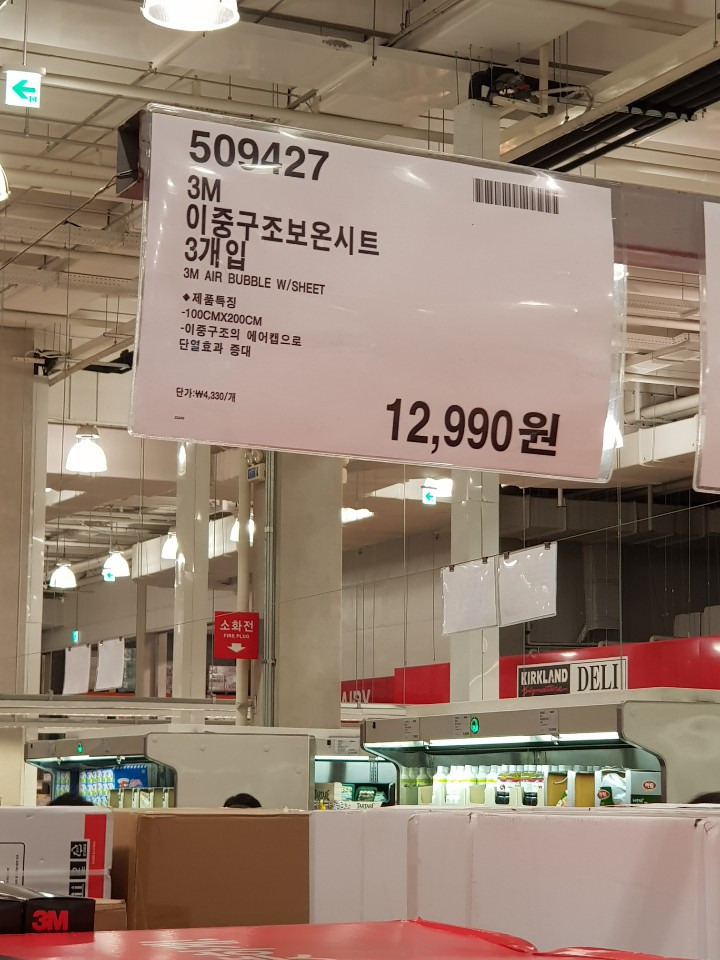 509427
3M
이중구조보온시트
3개입
3M AIR BUBBLE W/SHEET
◆제품특징
-100CMX200CM
-이중구조의 에어캡으로
단열효과 증대
단가:₩4,330/개
12,990원
소화전
FIRE PLUG
KIRKLAND
Signature
DELI
3M